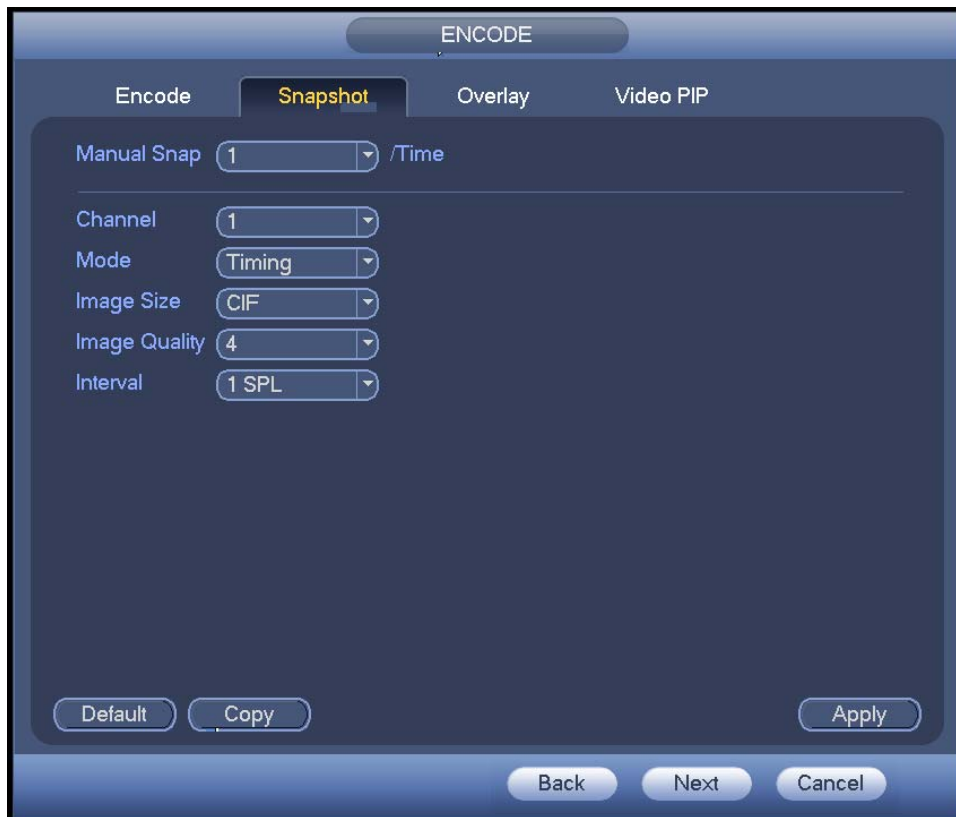 ENCODE
Encode Snapshot Overlay Video PIP
Manual Snap 1 /Time
Channel 1
Mode Timing
Image Size CIF
Image Quality 4
Interval 1 SPL
Default Copy Apply
Back Next Cancel